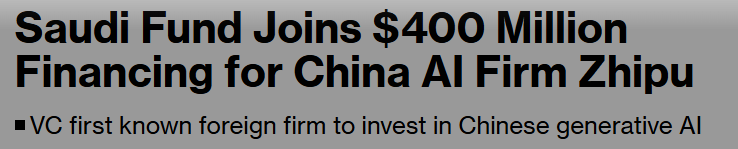 Saudi Fund Joins $400 Million
Financing for China AI Firm Zhipu
▪ VC first known foreign firm to invest in Chinese generative AI